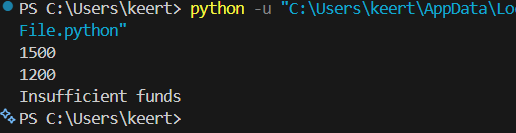 PS C:\Users\keert> python -u "C:\Users\keert\AppData\Lo
File.python"
1500
1200
Insufficient funds
PS C:\Users\keert>